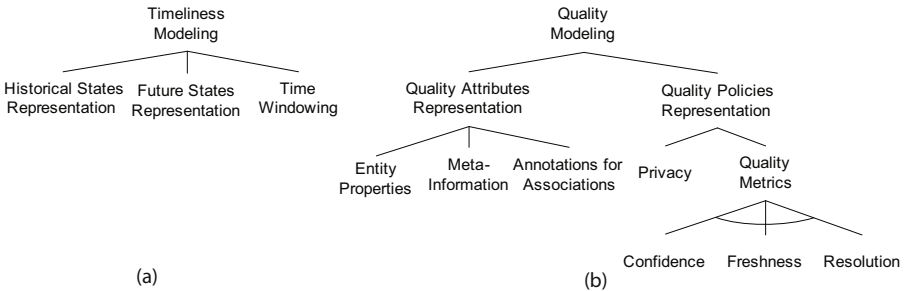 Timeliness
Modeling
Historical States
Representation
Future States
Representation
Time
Windowing
(a)
Quality
Modeling
Quality Attributes
Representation
Quality Policies
Representation
Entity
Properties
Meta-
Information
Annotations for
Associations
Privacy
Quality
Metrics
Confidence
Freshness
Resolution
(b)